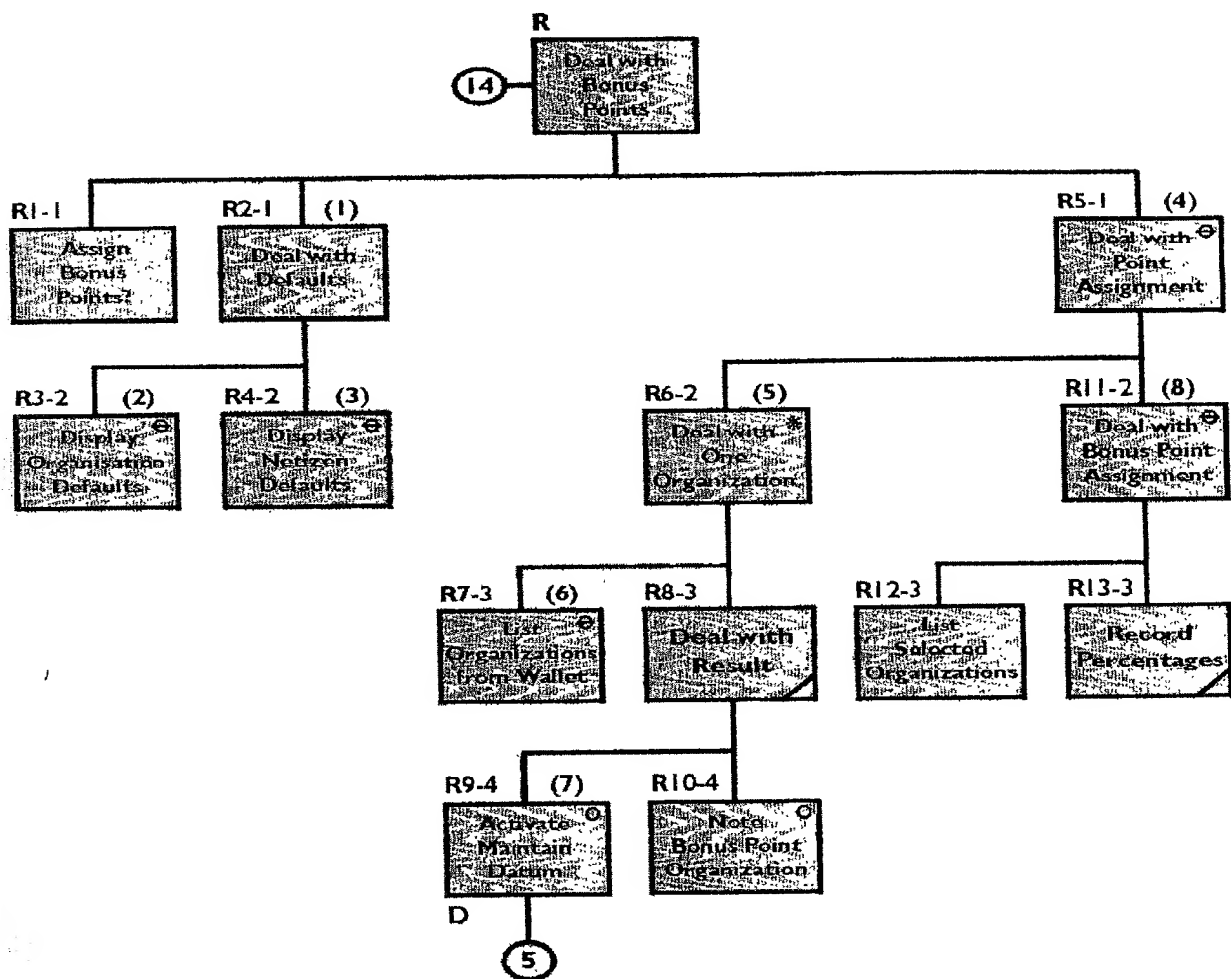 R
14
Deal with
Bonus
Points
R1-1
Assign
Bonus
Points?
R2-1 (1)
Deal with
Defaults
R5-1 (4)
Deal with
Point
Assignment
R3-2 (2)
Display
Organisation
Defaults
R4-2 (3)
Display
Netizen
Defaults
R6-2 (5)
Deal with
One
Organization
R11-2 (8)
Deal with
Bonus Point
Assignment
R7-3 (6)
List
Organizations
from Wallet
R8-3
Deal with
Result
R12-3
List
Selected
Organizations
R13-3
Record
Percentages
R9-4 (7)
Activate
Maintain
Datum
D
5
R10-4
Note
Bonus Point
Organization